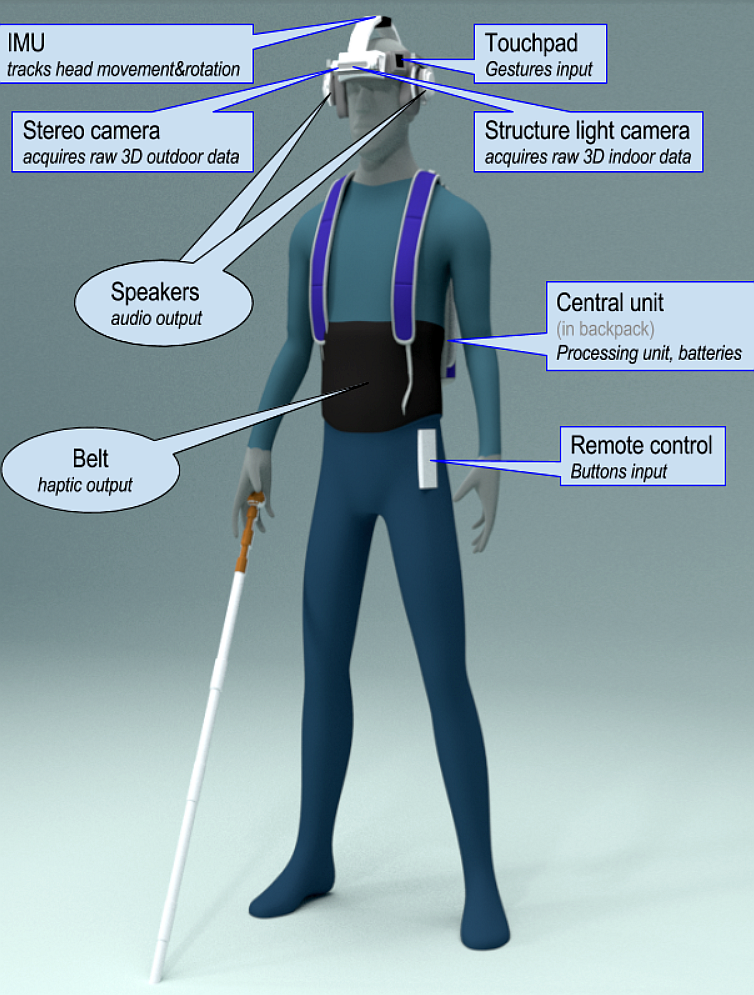 IMU
tracks head movement&rotation
Touchpad
Gestures input
Stereo camera
acquires raw 3D outdoor data
Structure light camera
acquires raw 3D indoor data
Speakers
audio output
Central unit
(in backpack)
Processing unit, batteries
Belt
haptic output
Remote control
Buttons input